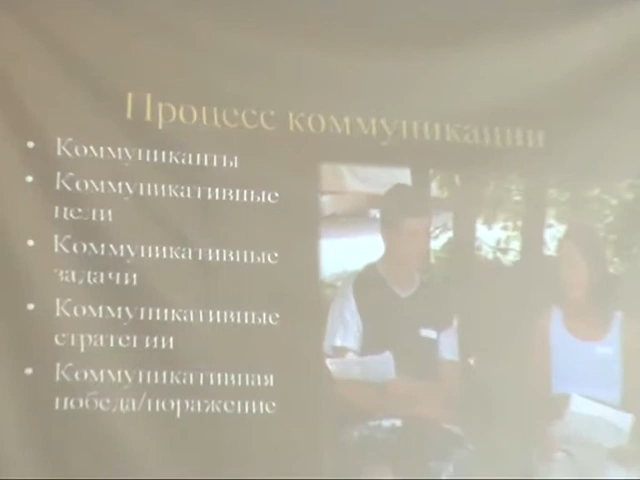 Процесс коммуникации
• Коммуниканты
• Коммуникативные
цели
• Коммуникативные
задачи
• Коммуникативные
стратегии
• Коммуникативная
победа/поражение